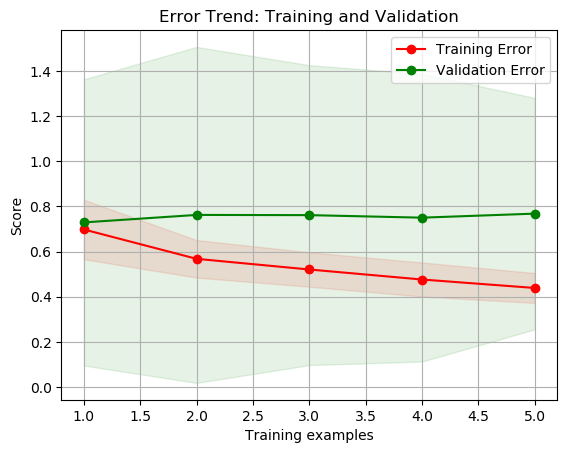 Error Trend: Training and Validation
Training Error
Validation Error
Score
1.4
1.2
1.0
0.8
0.6
0.4
0.2
0.0
1.0 1.5 2.0 2.5 3.0 3.5 4.0 4.5 5.0
Training examples